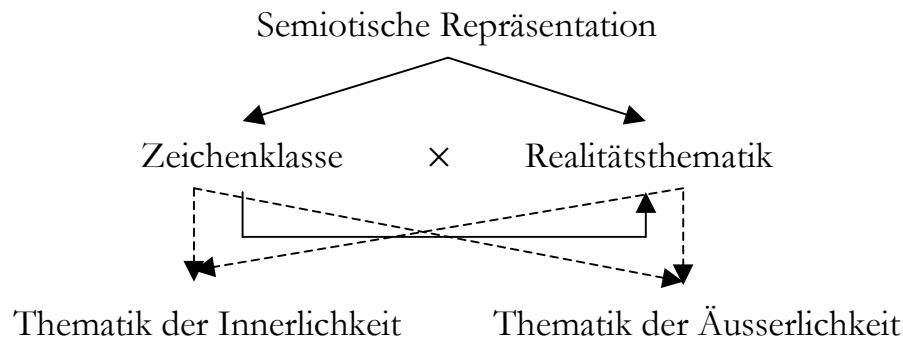 Semiotische Repräsentation
Zeichenklasse × Realitätsthematik
Thematik der Innerlichkeit Thematik der Äusserlichkeit